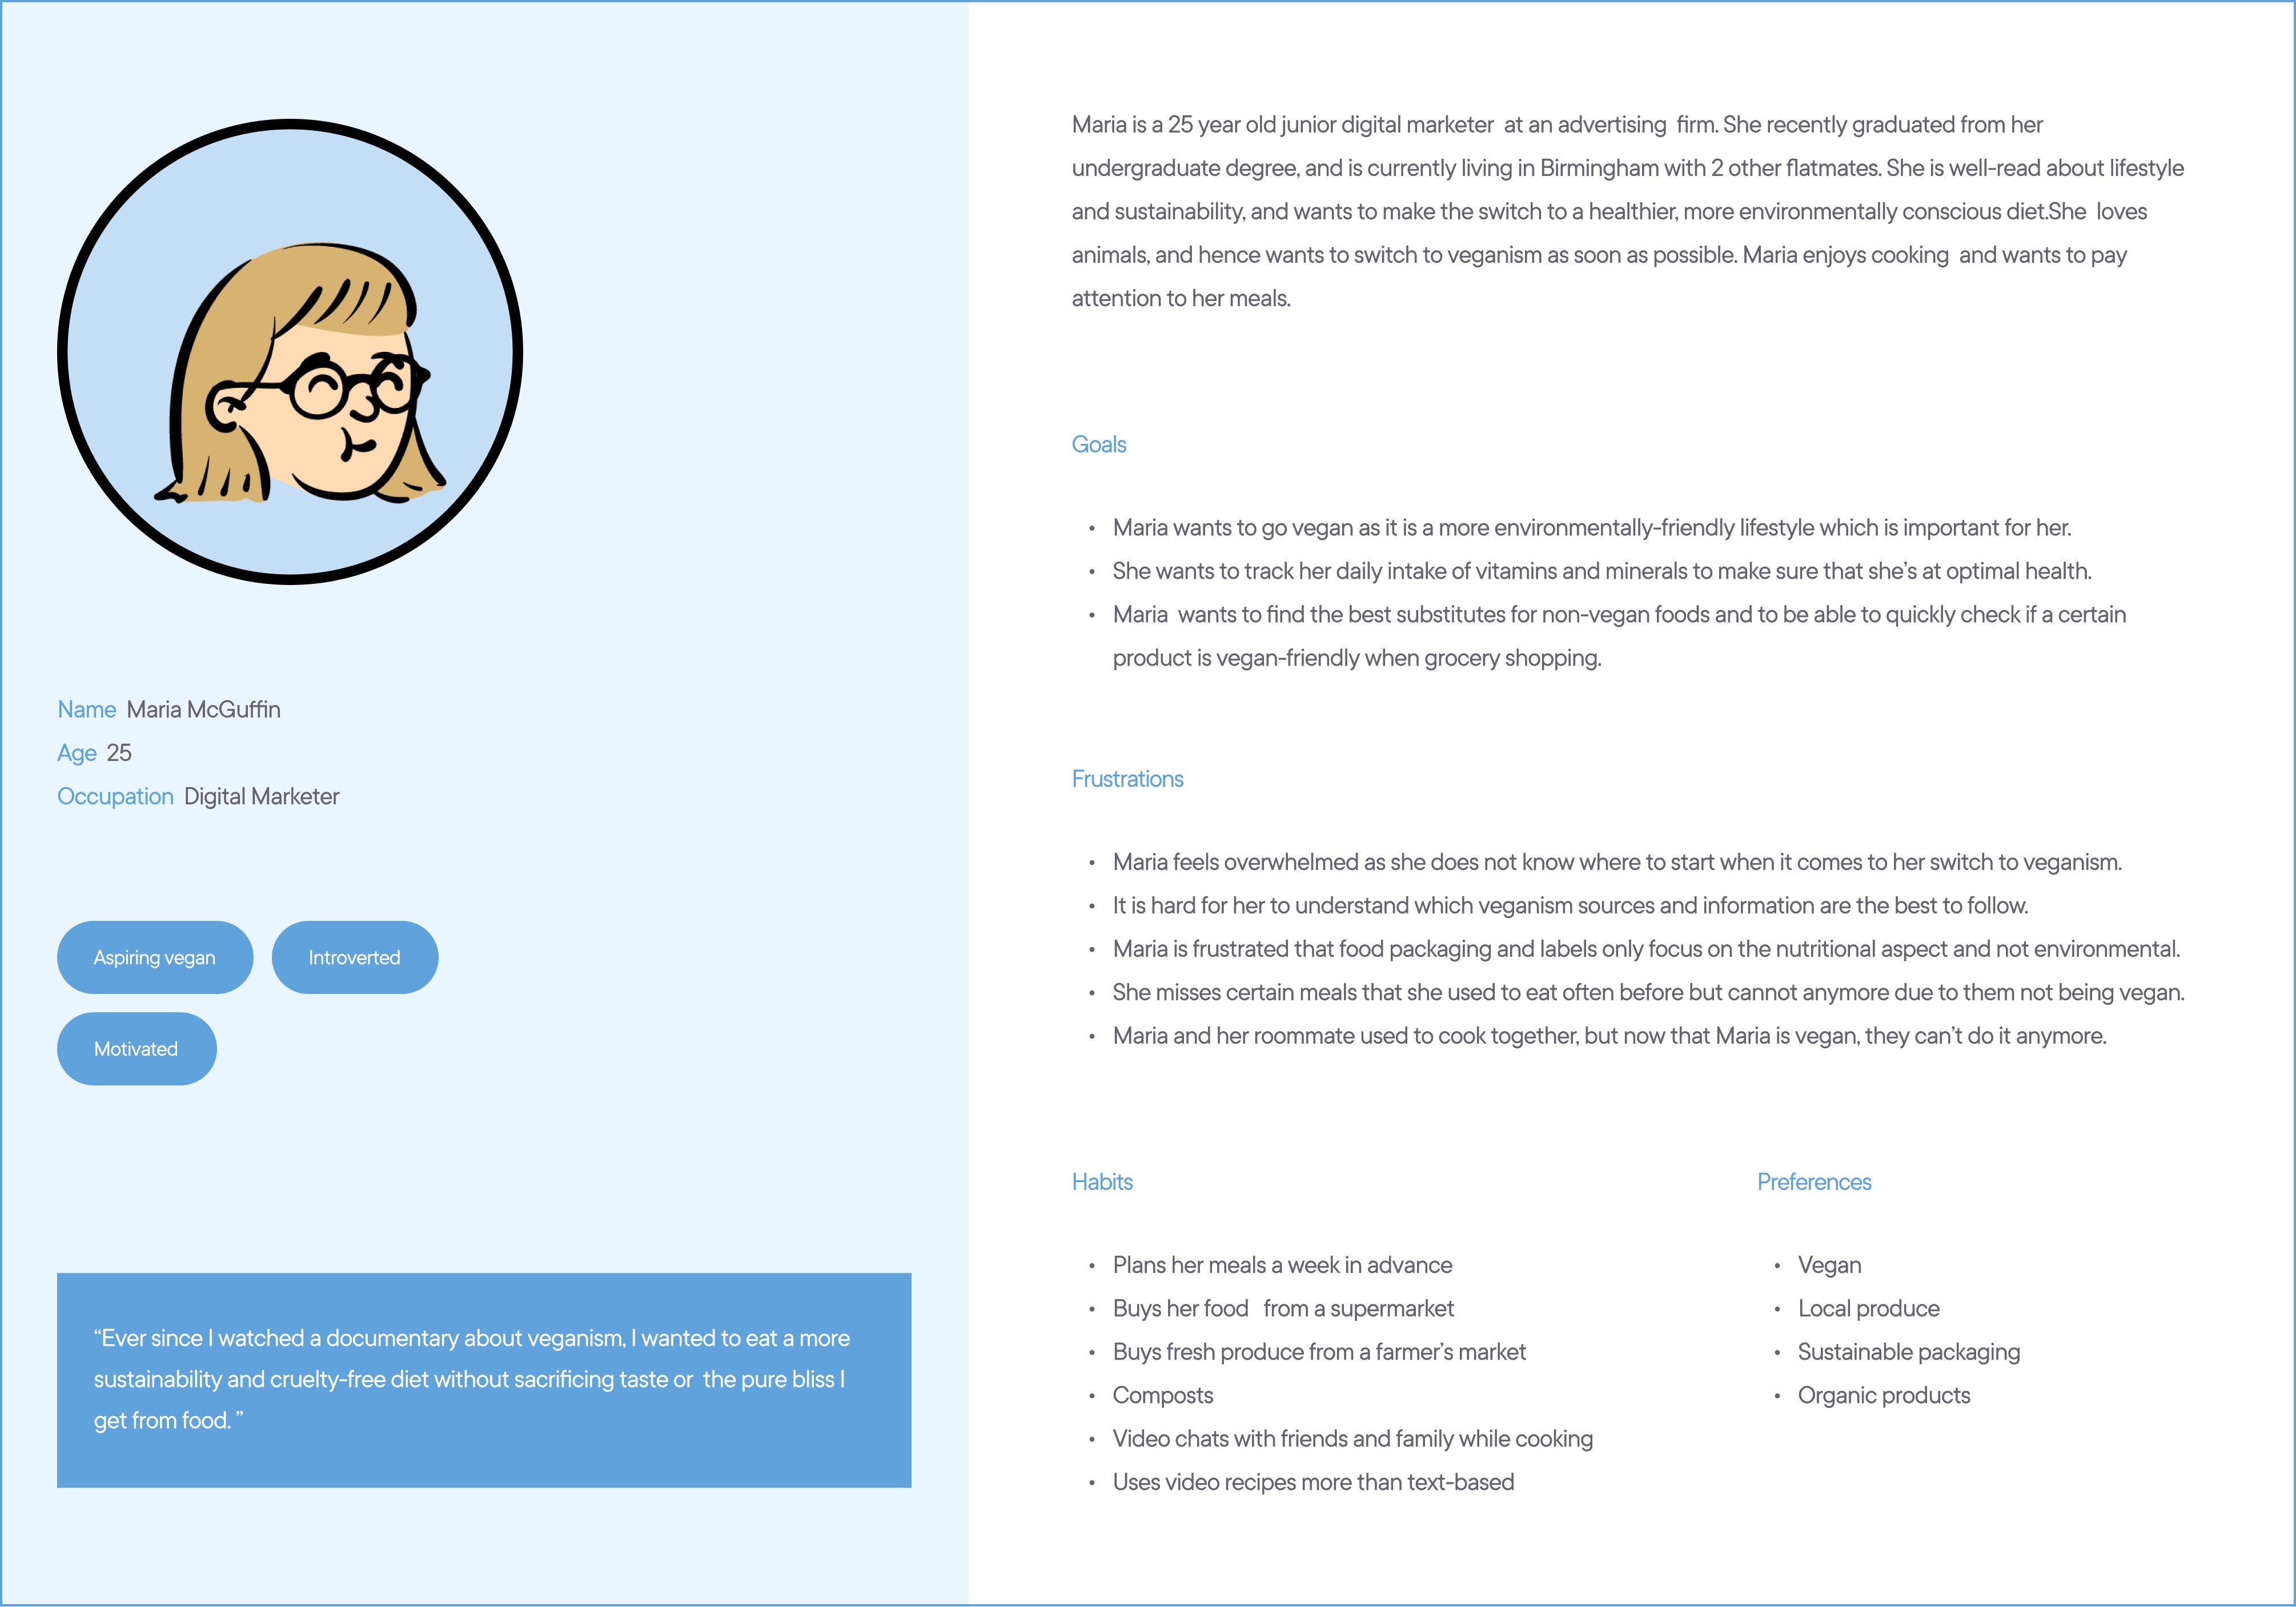 Name Maria McGuffin
Age 25
Occupation Digital Marketer
Aspiring vegan
Introverted
Motivated
“Ever since I watched a documentary about veganism, I wanted to eat a more
sustainability and cruelty-free diet without sacrificing taste or the pure bliss I
get from food. ”
Maria is a 25 year old junior digital marketer at an advertising firm. She recently graduated from her
undergraduate degree, and is currently living in Birmingham with 2 other flatmates. She is well-read about lifestyle
and sustainability, and wants to make the switch to a healthier, more environmentally conscious diet.She loves
animals, and hence wants to switch to veganism as soon as possible. Maria enjoys cooking and wants to pay
attention to her meals.
Goals
• Maria wants to go vegan as it is a more environmentally-friendly lifestyle which is important for her.
• She wants to track her daily intake of vitamins and minerals to make sure that she’s at optimal health.
• Maria wants to find the best substitutes for non-vegan foods and to be able to quickly check if a certain
product is vegan-friendly when grocery shopping.
Frustrations
• Maria feels overwhelmed as she does not know where to start when it comes to her switch to veganism.
• It is hard for her to understand which veganism sources and information are the best to follow.
• Maria is frustrated that food packaging and labels only focus on the nutritional aspect and not environmental.
• She misses certain meals that she used to eat often before but cannot anymore due to them not being vegan.
• Maria and her roommate used to cook together, but now that Maria is vegan, they can’t do it anymore.
Habits
• Plans her meals a week in advance
• Buys her food from a supermarket
• Buys fresh produce from a farmer’s market
• Composts
• Video chats with friends and family while cooking
• Uses video recipes more than text-based
Preferences
• Vegan
• Local produce
• Sustainable packaging
• Organic products